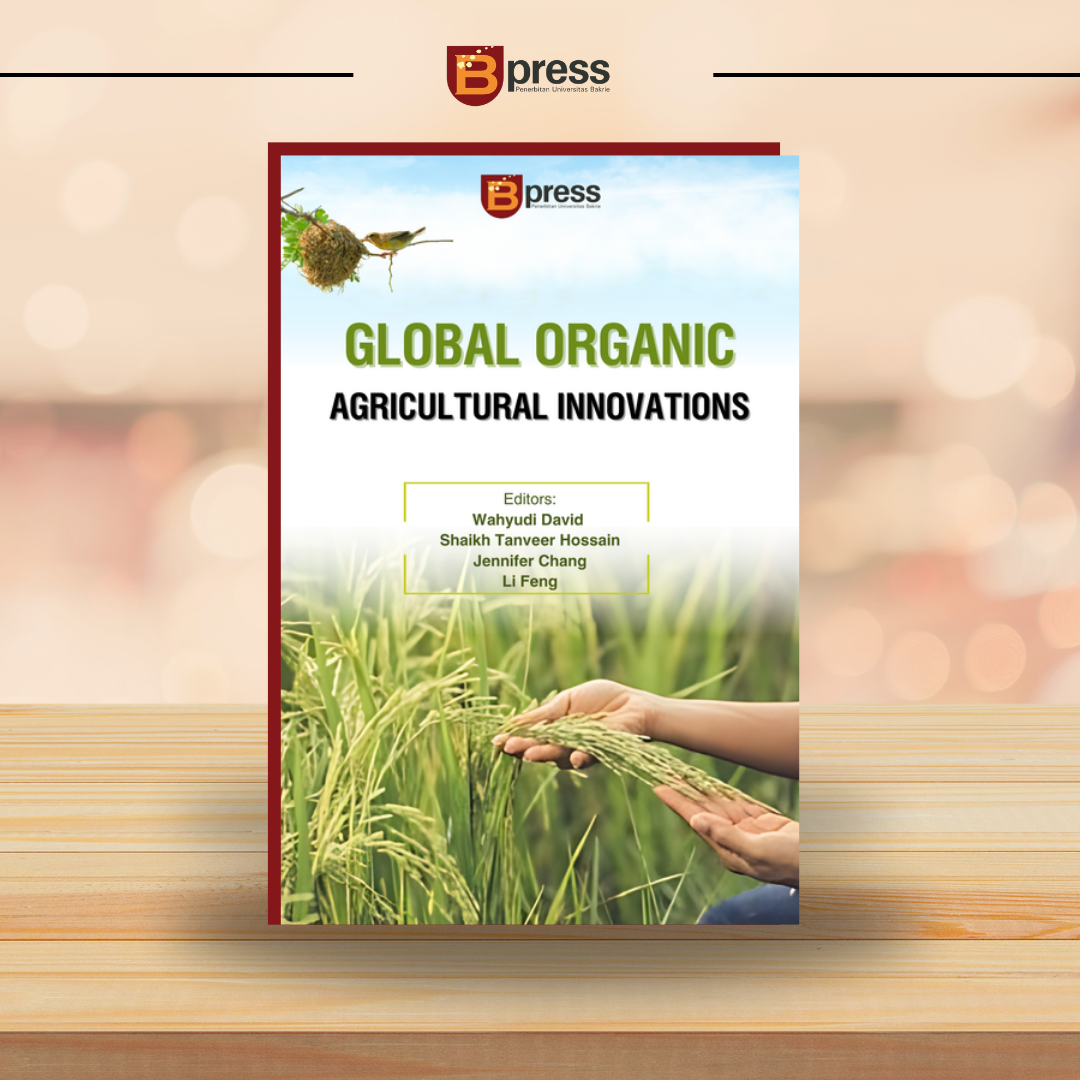 Bpress
Penerbitan Universitas Bakrie
Bpress
Penerbitan Universitas Bakrie
GLOBAL ORGANIC
AGRICULTURAL INNOVATIONS
Editors:
Wahyudi David
Shaikh Tanveer Hossain
Jennifer Chang
Li Feng